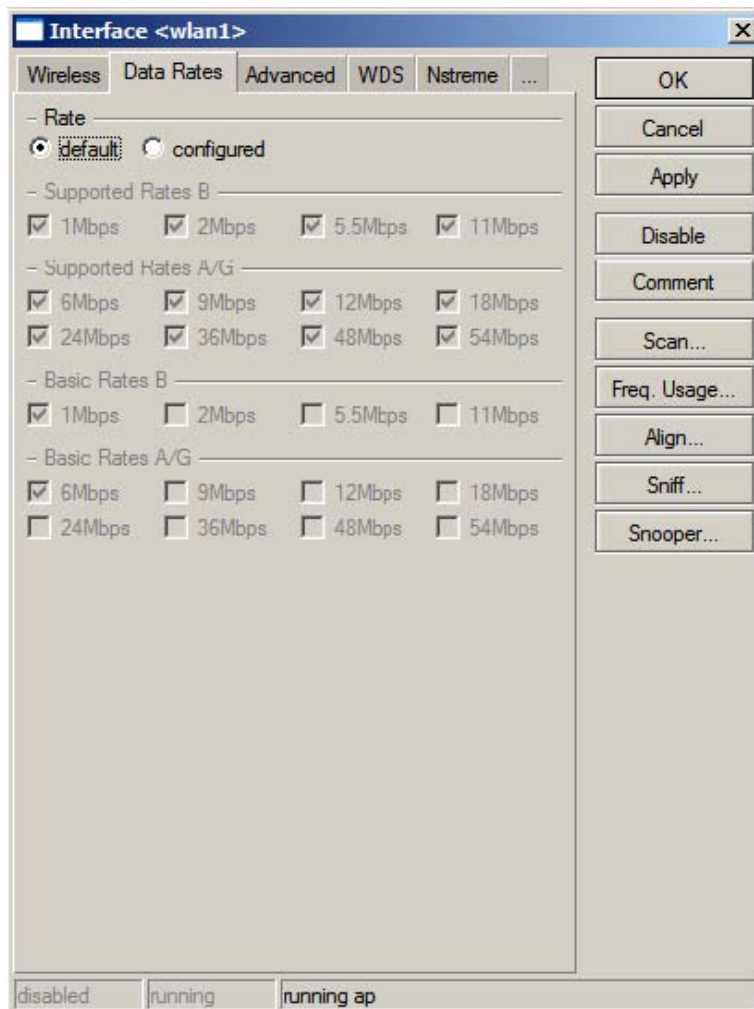 Interface <wlan1>
Wireless Data Rates Advanced WDS Nstreme ...
Rate
default configured
Supported Rates B
1Mbps 2Mbps 5.5Mbps 11Mbps
Supported Rates A/G
6Mbps 9Mbps 12Mbps 18Mbps
24Mbps 36Mbps 48Mbps 54Mbps
Basic Rates B
1Mbps 2Mbps 5.5Mbps 11Mbps
Basic Rates A/G
6Mbps 9Mbps 12Mbps 18Mbps
24Mbps 36Mbps 48Mbps 54Mbps
OK
Cancel
Apply
Disable
Comment
Scan...
Freq. Usage...
Align...
Sniff...
Snooper...
disabled running running ap